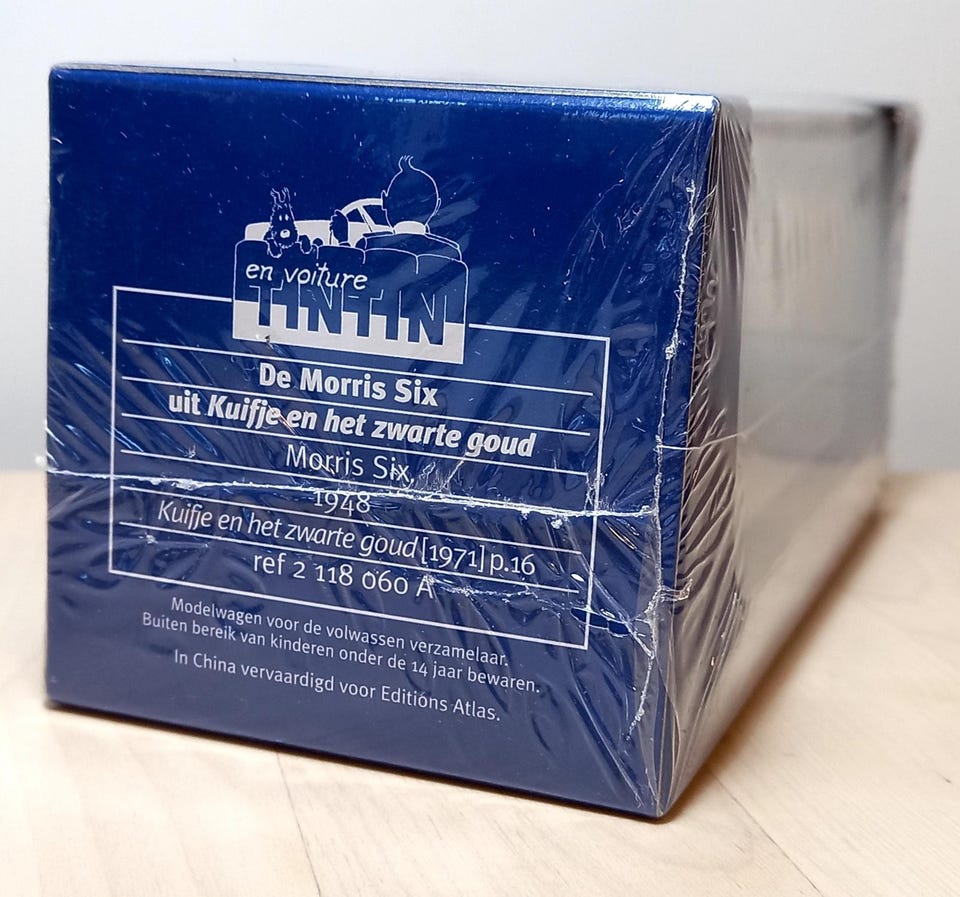 en voiture
TINTIN
De Morris Six
uit Kuifje en het zwarte goud
Morris Six
1948
Kuifje en het zwarte goud [1971] p.16
ref 2 118 060 A
Modelwagen voor de volwassen verzamelaar.
Buiten bereik van kinderen onder de 14 jaar bewaren.
In China vervaardigd voor Editions Atlas.